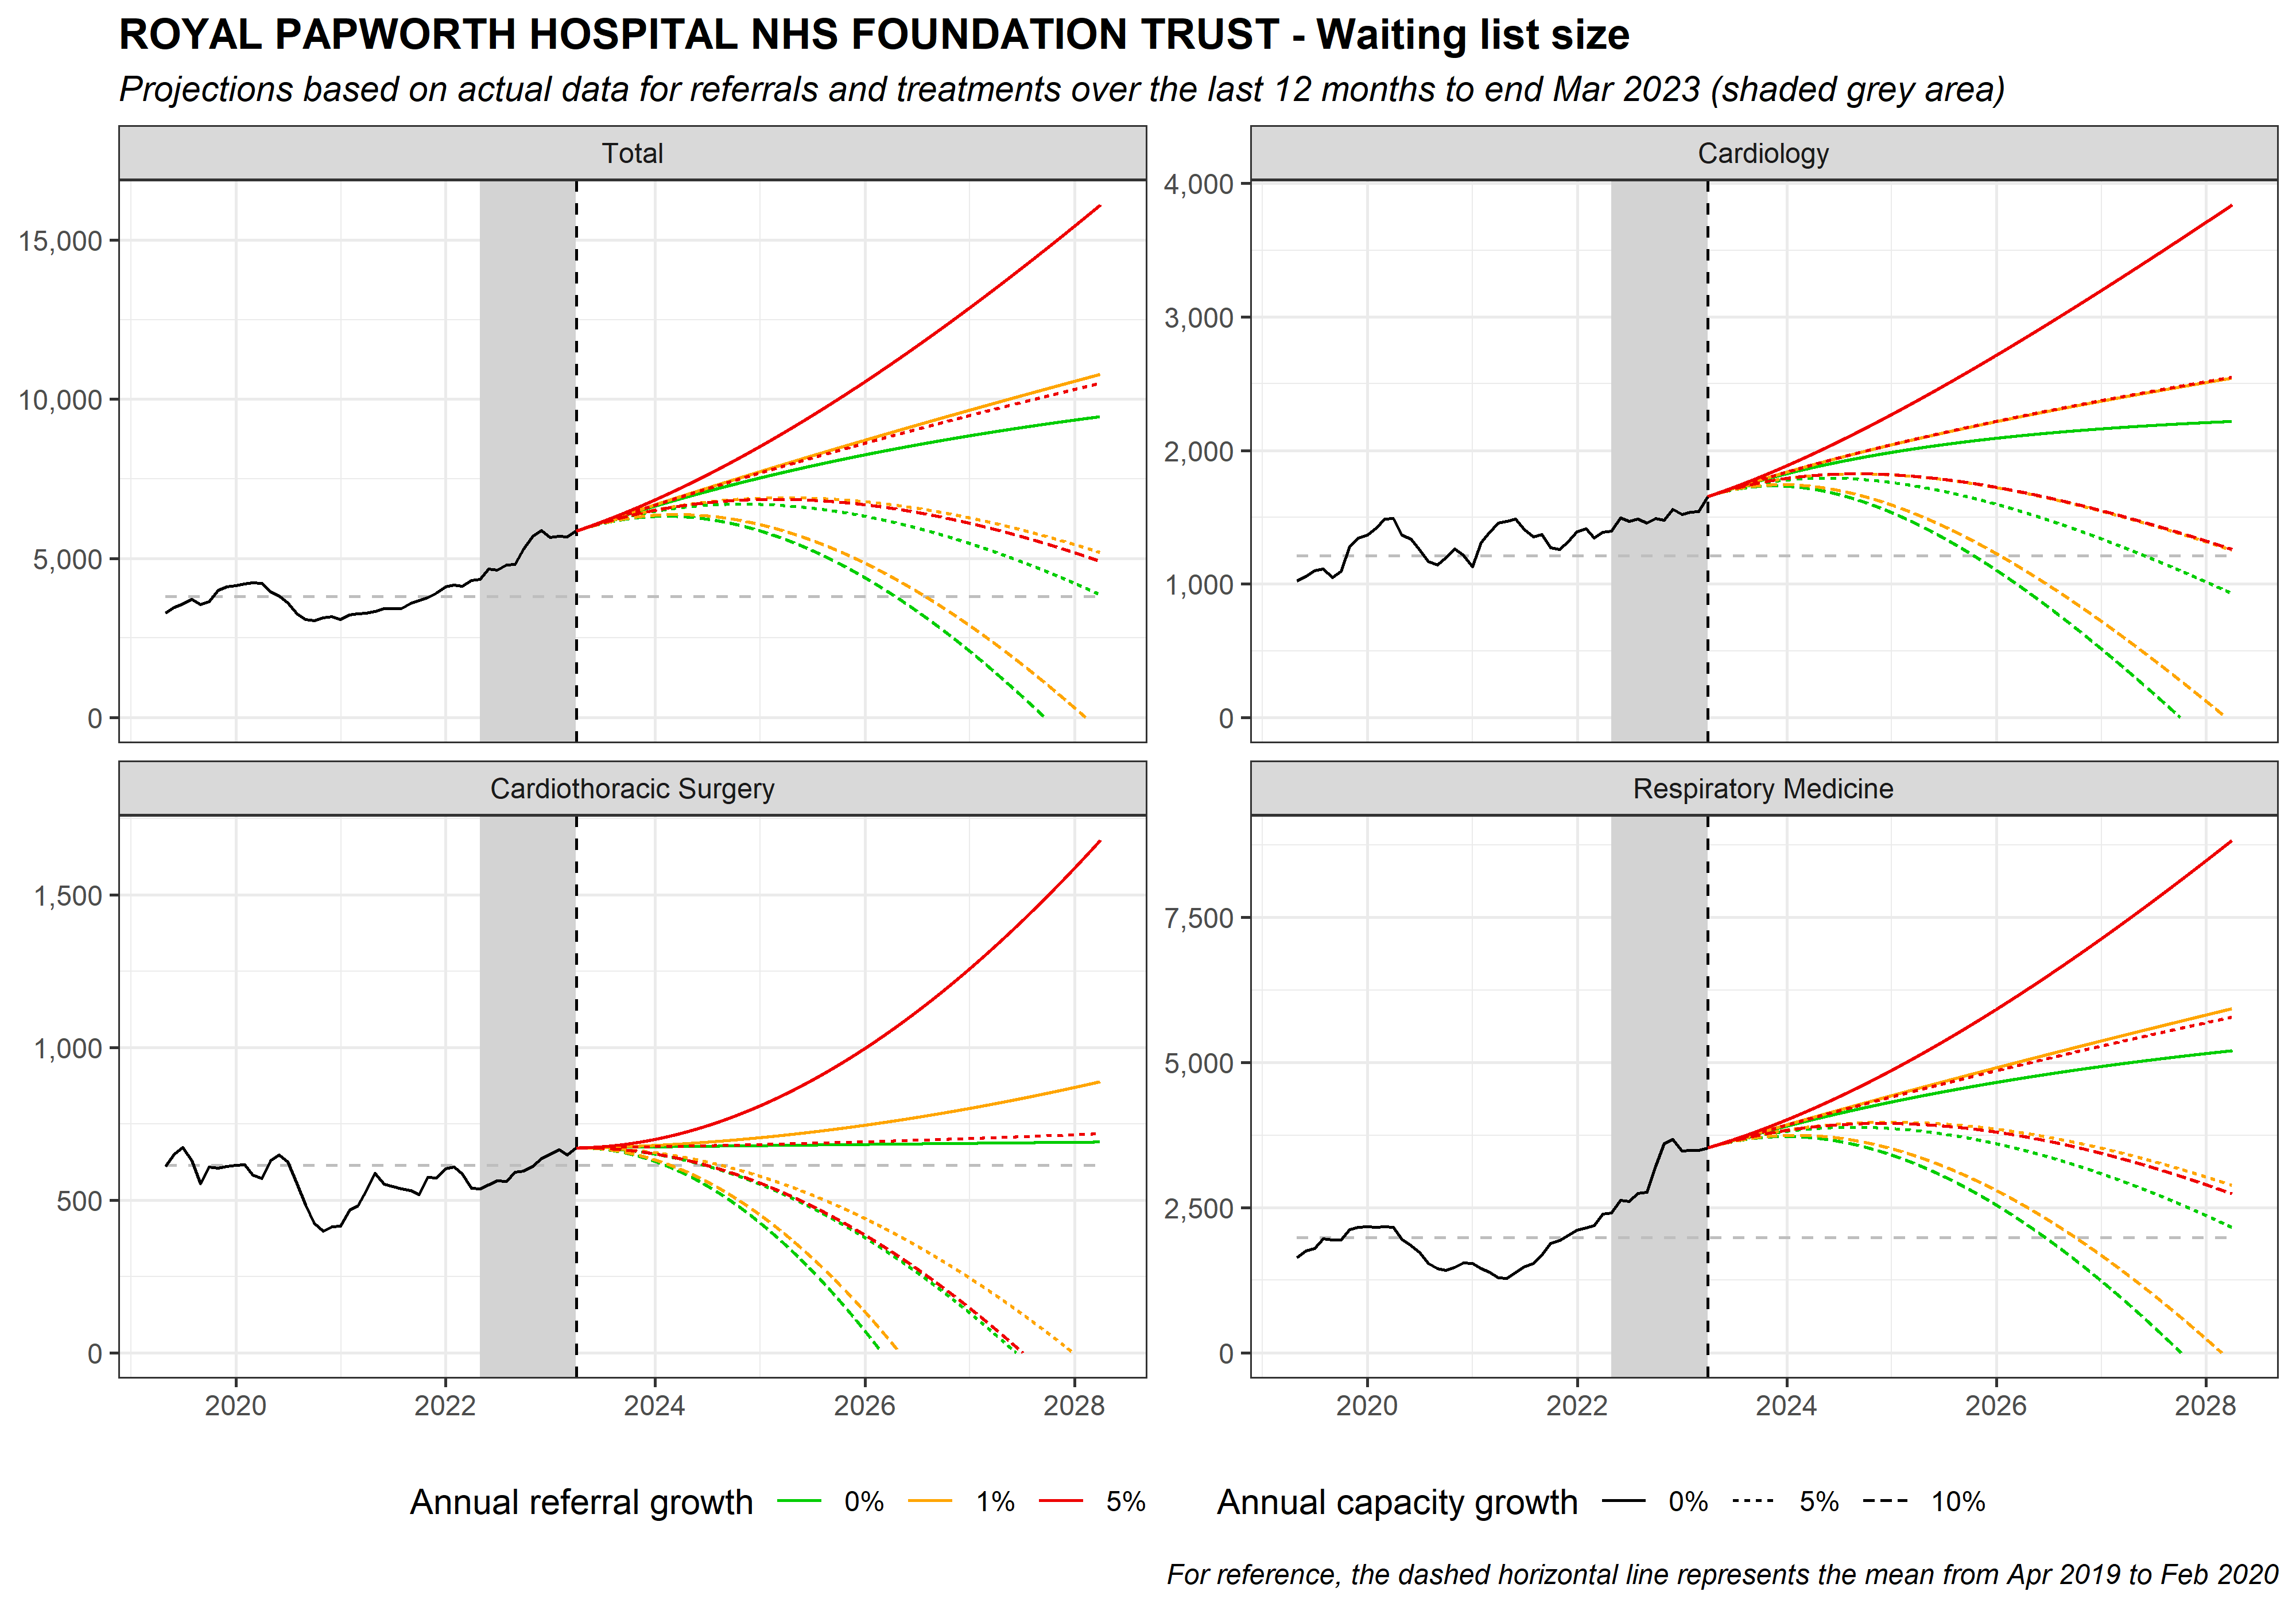 ROYAL PAPWORTH HOSPITAL NHS FOUNDATION TRUST - Waiting list size
Projections based on actual data for referrals and treatments over the last 12 months to end Mar 2023 (shaded grey area)
Total
15,000
10,000
5,000
0
Cardiology
4,000
3,000
2,000
1,000
0
Cardiothoracic Surgery
1,500
1,000
500
0
2020 2022 2024 2026 2028
Respiratory Medicine
7,500
5,000
2,500
0
2020 2022 2024 2026 2028
Annual referral growth 0% 1% 5%
Annual capacity growth 0% 5% 10%
For reference, the dashed horizontal line represents the mean from Apr 2019 to Feb 2020